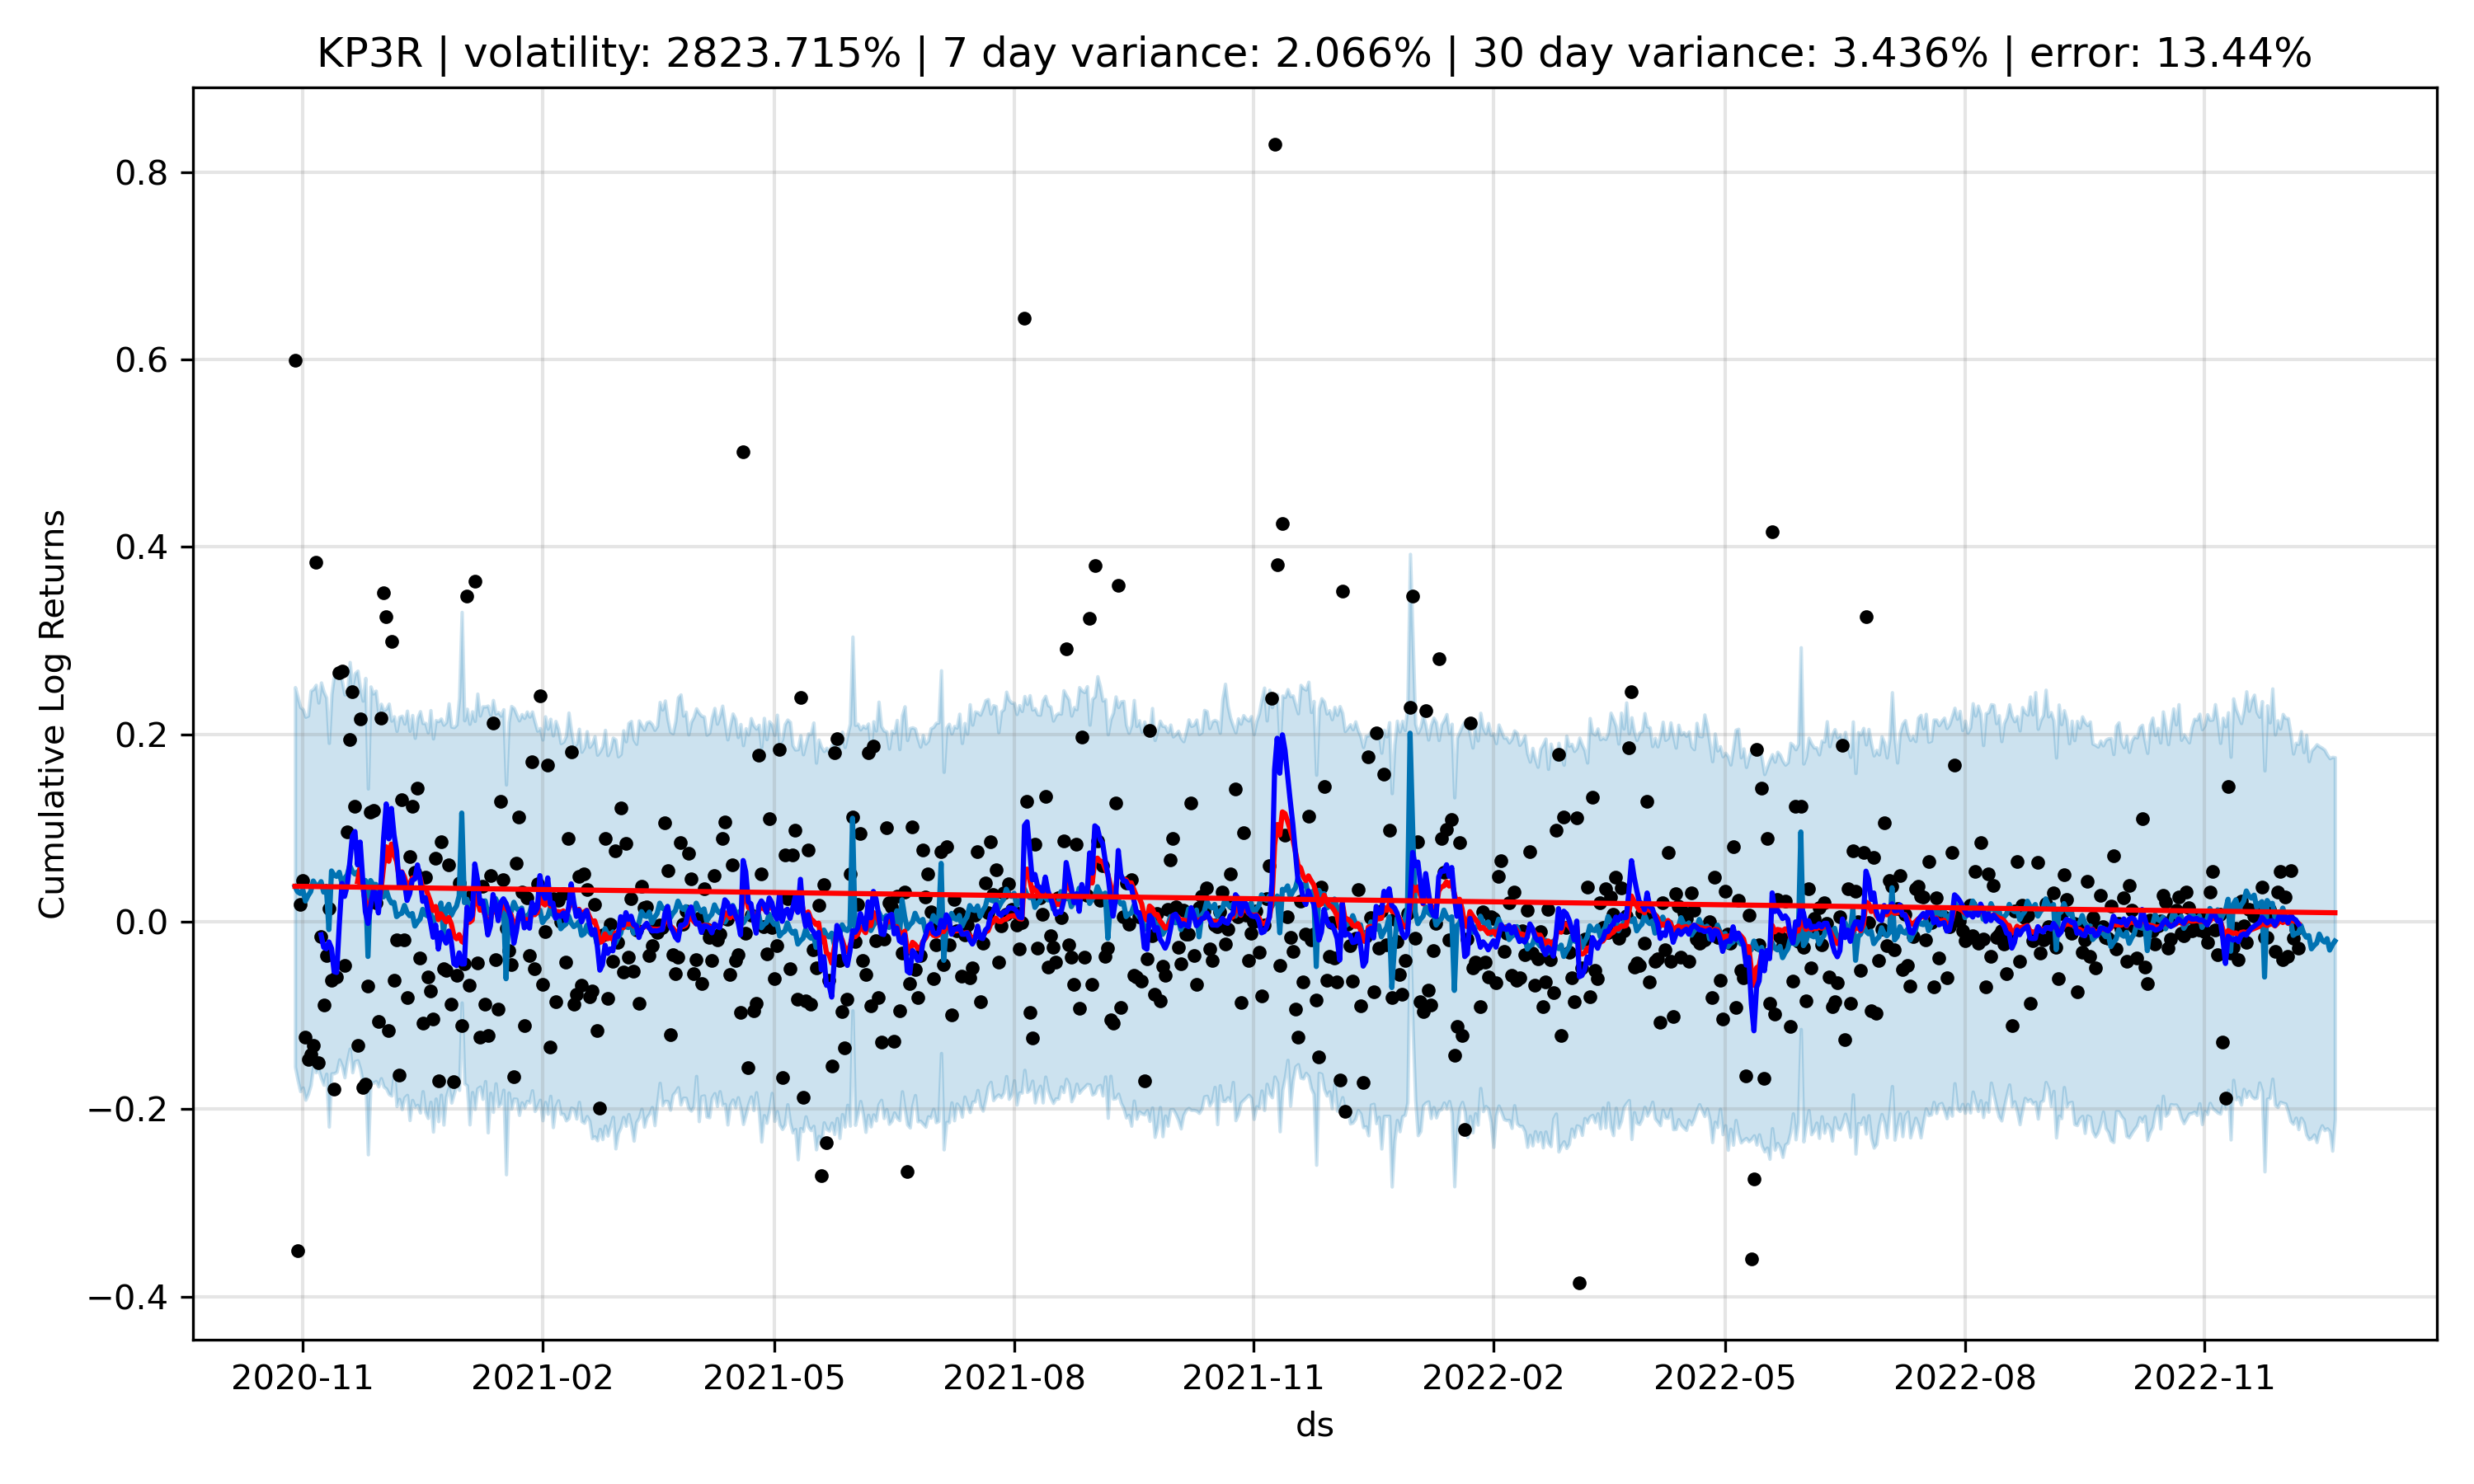 KP3R | volatility: 2823.715% | 7 day variance: 2.066% | 30 day variance: 3.436% | error: 13.44%
Cumulative Log Returns
0.8
0.6
0.4
0.2
0.0
−0.2
−0.4
2020-11 2021-02 2021-05 2021-08 2021-11 2022-02 2022-05 2022-08 2022-11
ds